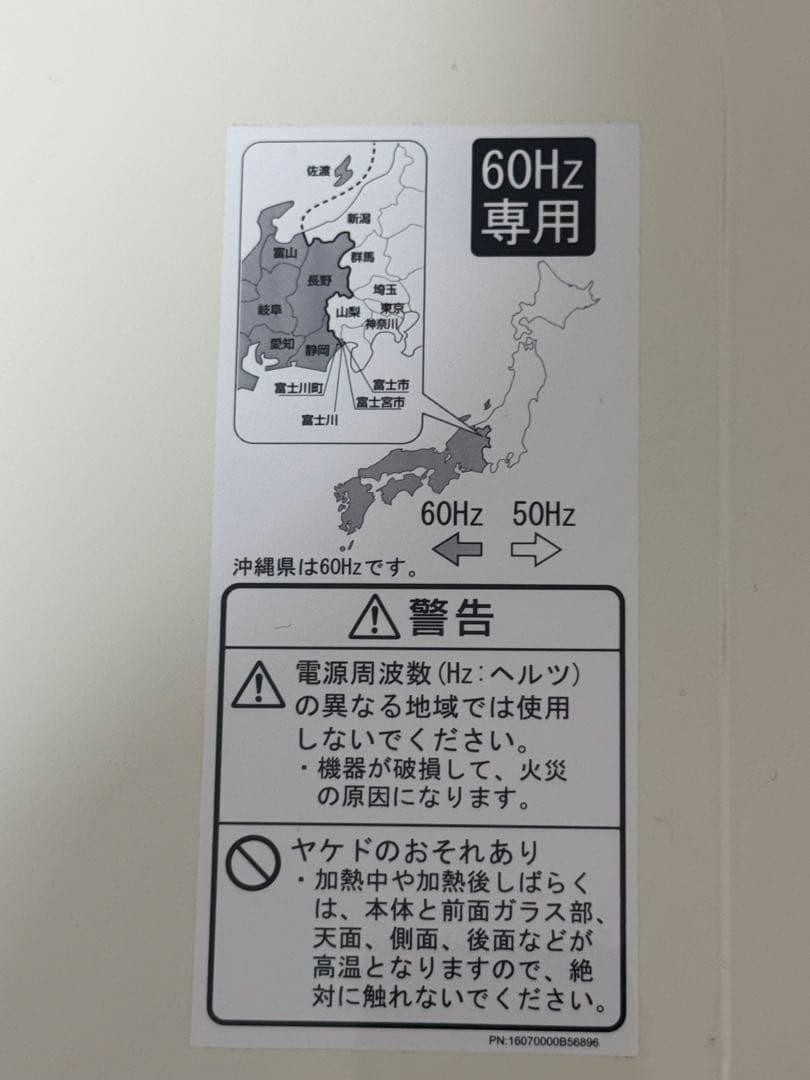 60Hz
専用
佐渡
新潟
富山
群馬
長野
埼玉
岐阜
山梨
東京
神奈川
愛知
静岡
富士川町
富士市
富士宮市
富士川
60Hz 50Hz
沖縄県は60Hzです。
警告
電源周波数(Hz:ヘルツ)
の異なる地域では使用
しないでください。
・機器が破損して、火災
の原因になります。
ヤケドのおそれあり
・加熱中や加熱後しばらく
は、本体と前面ガラス部、
天面、側面、後面などが
高温となりますので、絶
対に触れないでください。
PN:16070000B56896